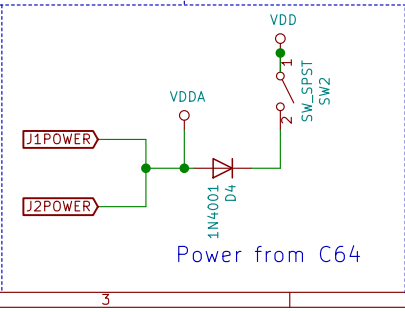 VDD
1
SW_SPST
SW2
2
VDDA
J1POWER
J2POWER
1N4001
D4
Power from C64
3